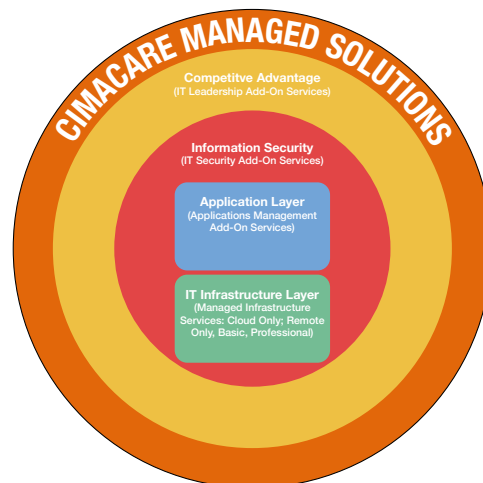 CIMACARE MANAGED SOLUTIONS
Competitve Advantage
(IT Leadership Add-On Services)
Information Security
(IT Security Add-On Services)
Application Layer
(Applications Management
Add-On Services)
IT Infrastructure Layer
(Managed Infrastructure
Services: Cloud Only; Remote
Only, Basic, Professional)